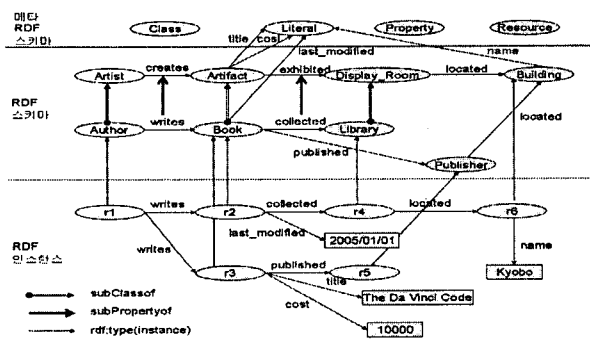 메타
RDF
스키마
Class
Literal
Property
Resource
title
cost
last_modified
name
Artist
creates
Artifact
exhibited
Display_Room
located
Building
RDF
스키마
Author
writes
Book
collected
Library
located
published
Publisher
r1
writes
r2
collected
r4
located
r6
last_modified
2005/01/01
RDF
인스턴스
writes
name
r3
published
r5
Kyobo
title
cost
The Da Vinci Code
10000
subClassof
subPropertyof
rdf:type(instance)